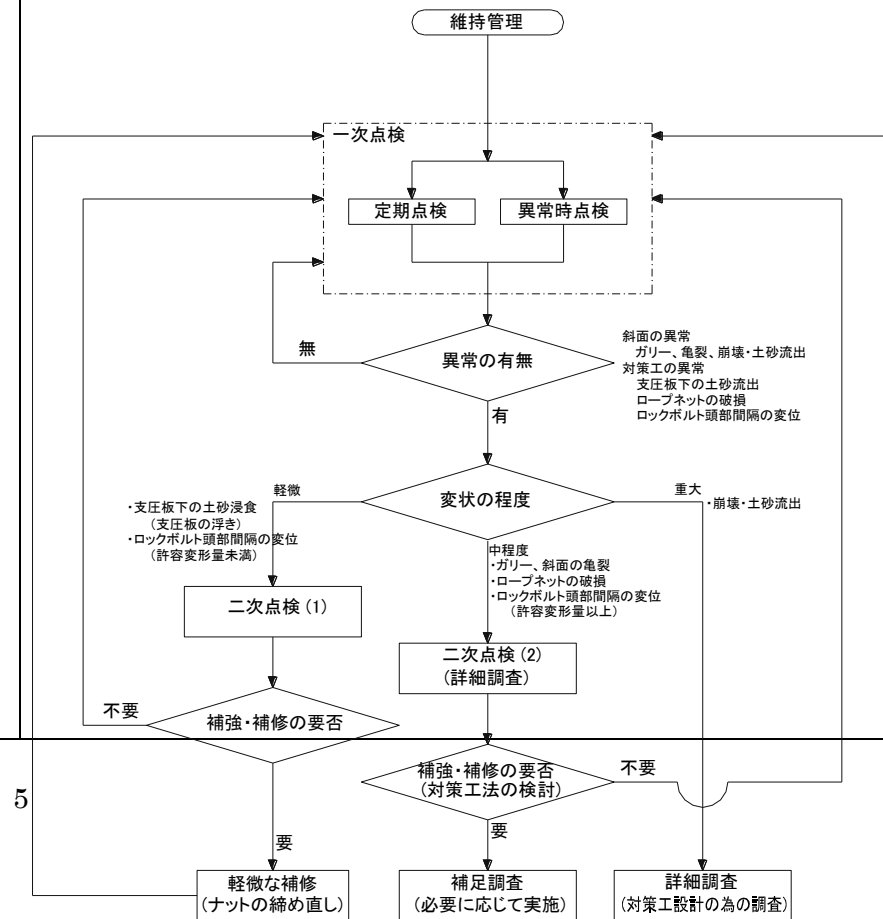 維持管理
一次点検
定期点検
異常時点検
無
異常の有無
斜面の異常
ガリー、亀裂、崩壊・土砂流出
対策工の異常
支圧板下の土砂流出
ロープネットの破損
ロックボルト頭部間隔の変位
有
軽微
変状の程度
重大
・支圧板下の土砂浸食
(支圧板の浮き)
・ロックボルト頭部間隔の変位
(許容変形量未満)
・崩壊・土砂流出
中程度
・ガリー、斜面の亀裂
・ロープネットの破損
・ロックボルト頭部間隔の変位
(許容変形量以上)
二次点検(1)
二次点検(2)
(詳細調査)
不要
補強・補修の要否
補強・補修の要否
(対策工法の検討)
不要
5
要
要
軽微な補修
(ナットの締め直し)
補足調査
(必要に応じて実施)
詳細調査
(対策工設計の為の調査)